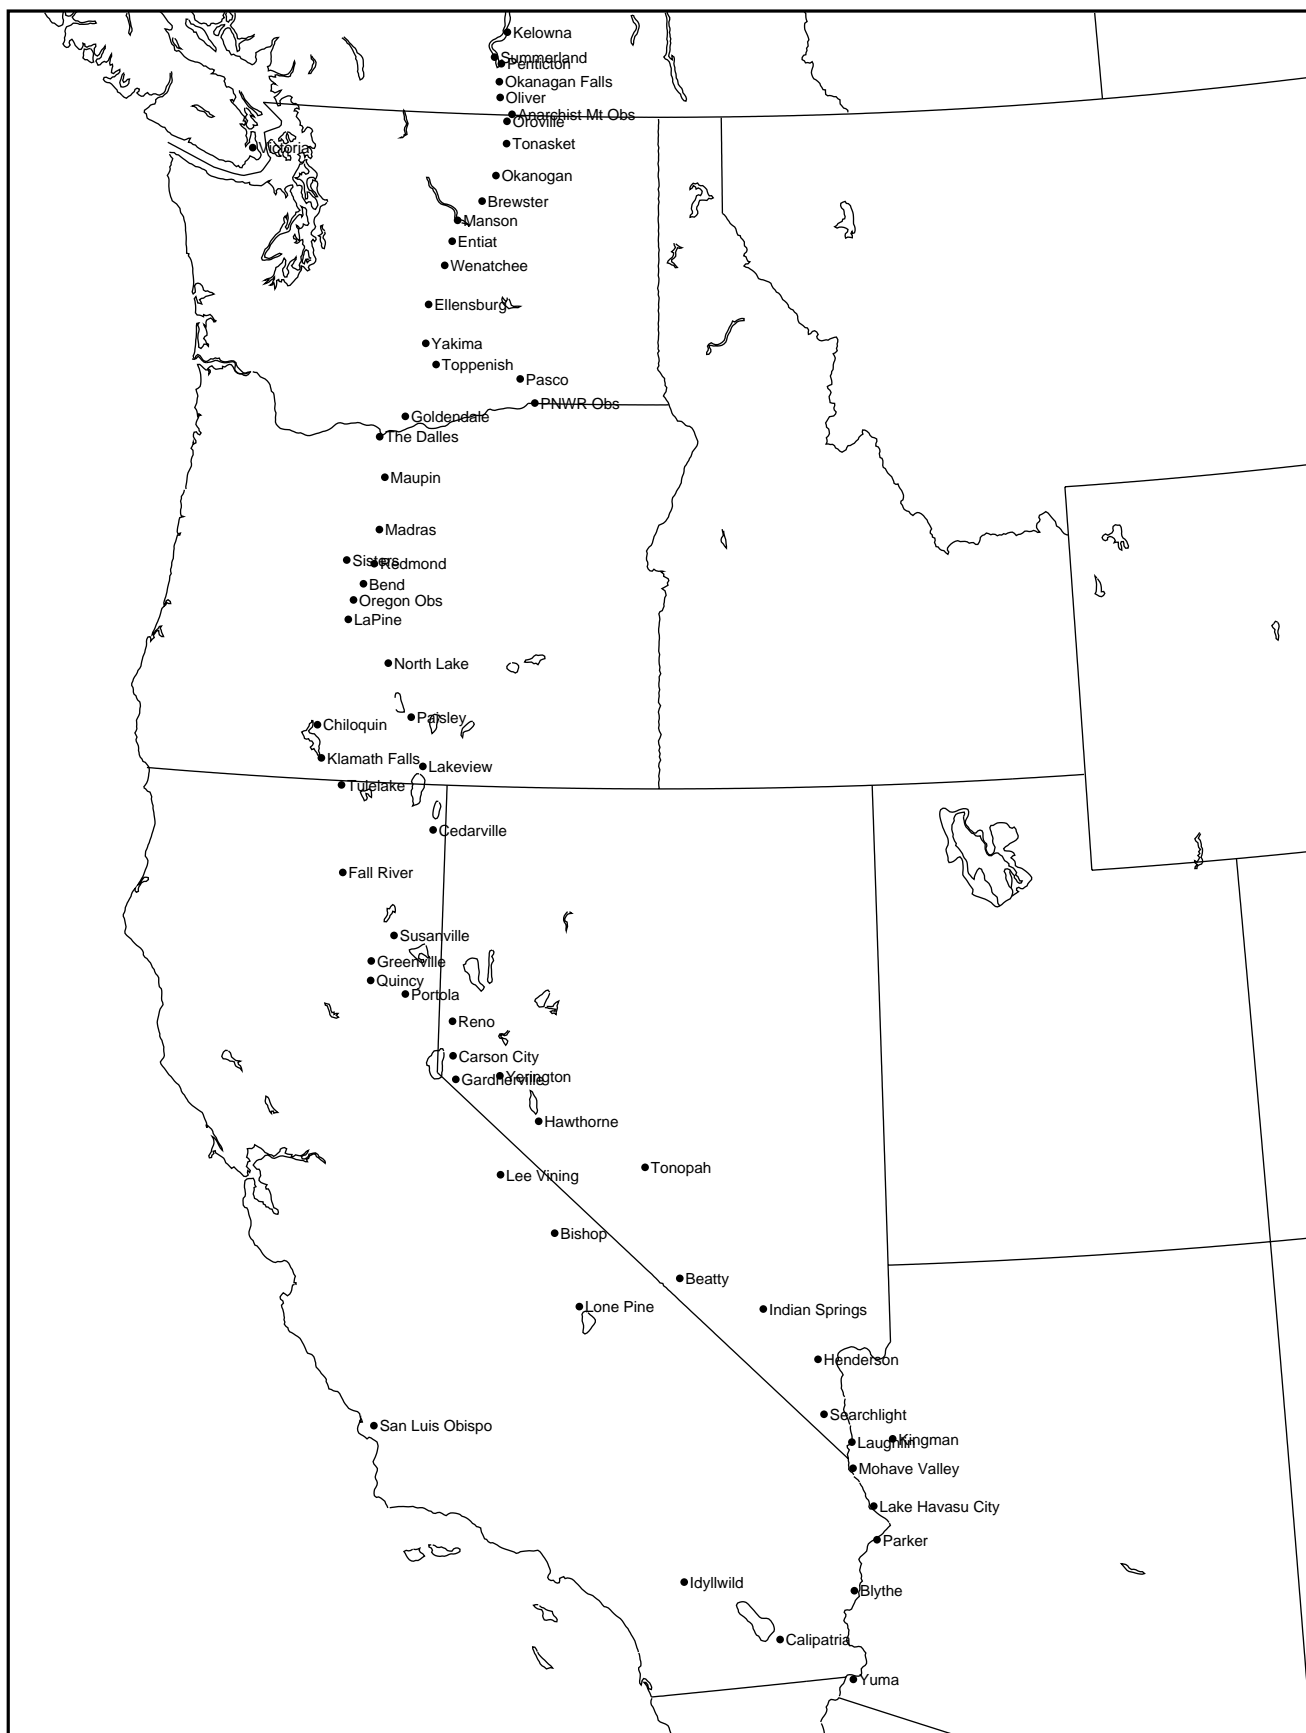 Kelowna
Summerland
Penticton
Okanagan Falls
Oliver
Anarchist Mt Obs
Oroville
Tonasket
Victoria
Okanogan
Brewster
Manson
Entiat
Wenatchee
Ellensburg
Yakima
Toppenish
Pasco
PNWR Obs
Goldendale
The Dalles
Maupin
Madras
Sisters
Redmond
Bend
Oregon Obs
LaPine
North Lake
Paisley
Chiloquin
Klamath Falls
Lakeview
Tulelake
Cedarville
Fall River
Susanville
Greenville
Quincy
Portola
Reno
Carson City
Yerington
Gardnerville
Hawthorne
Tonopah
Lee Vining
Bishop
Beatty
Lone Pine
Indian Springs
Henderson
Searchlight
San Luis Obispo
Kingman
Laughlin
Mohave Valley
Lake Havasu City
Parker
Idyllwild
Blythe
Calipatria
Yuma